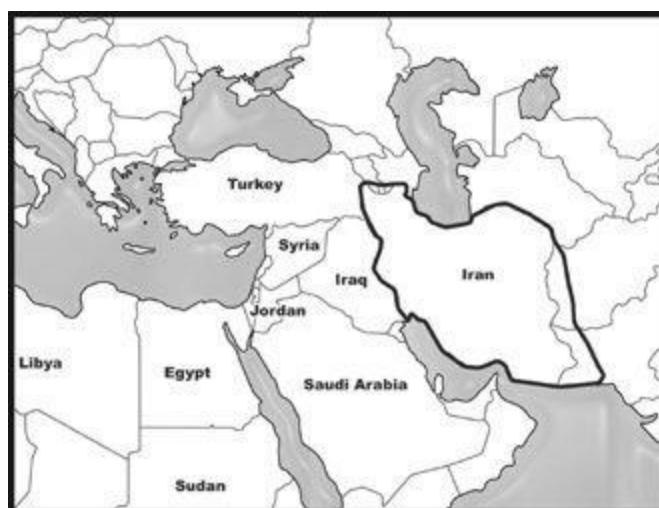 Turkey
Syria
Iraq
Iran
Jordan
Libya
Egypt
Saudi Arabia
Sudan